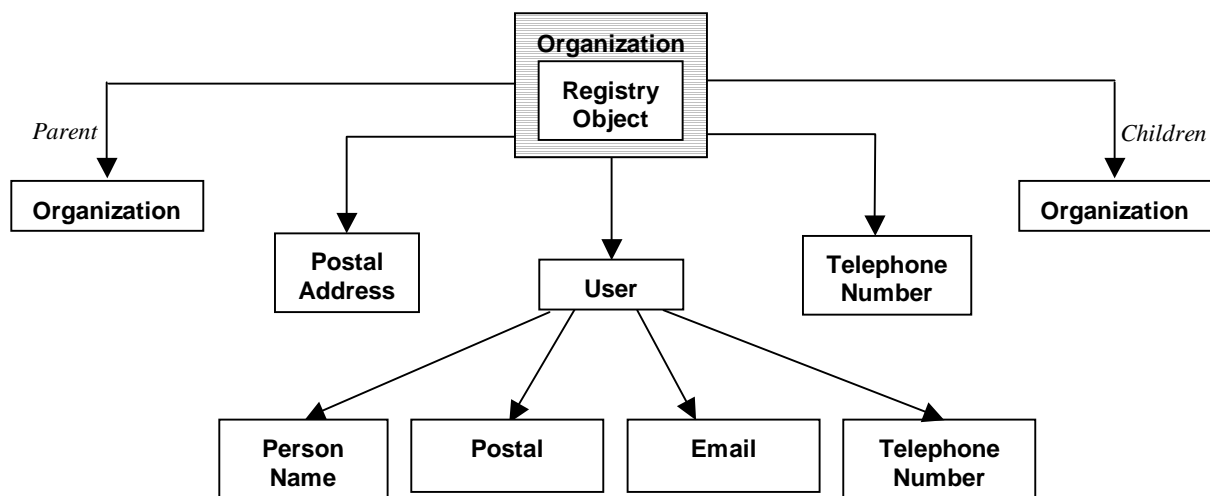 Organization
Registry
Object
Parent
Children
Organization
Organization
Postal
Address
User
Telephone
Number
Person
Name
Postal
Email
Telephone
Number